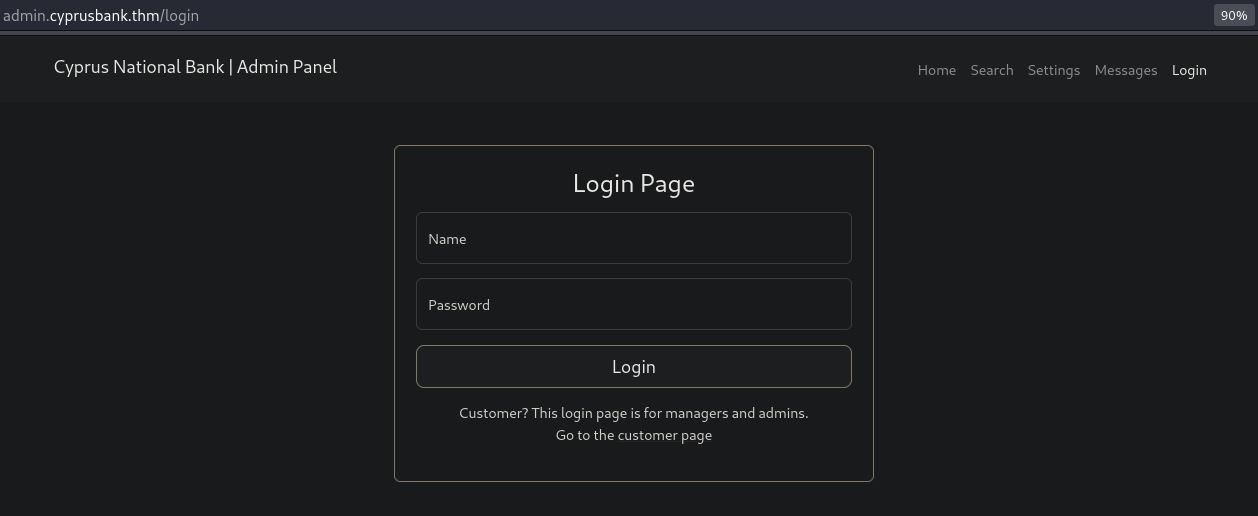 admin.cyprusbank.thm/login
90%
Cyprus National Bank | Admin Panel
Home Search Settings Messages Login
Login Page
Name
Password
Login
Customer? This login page is for managers and admins.
Go to the customer page